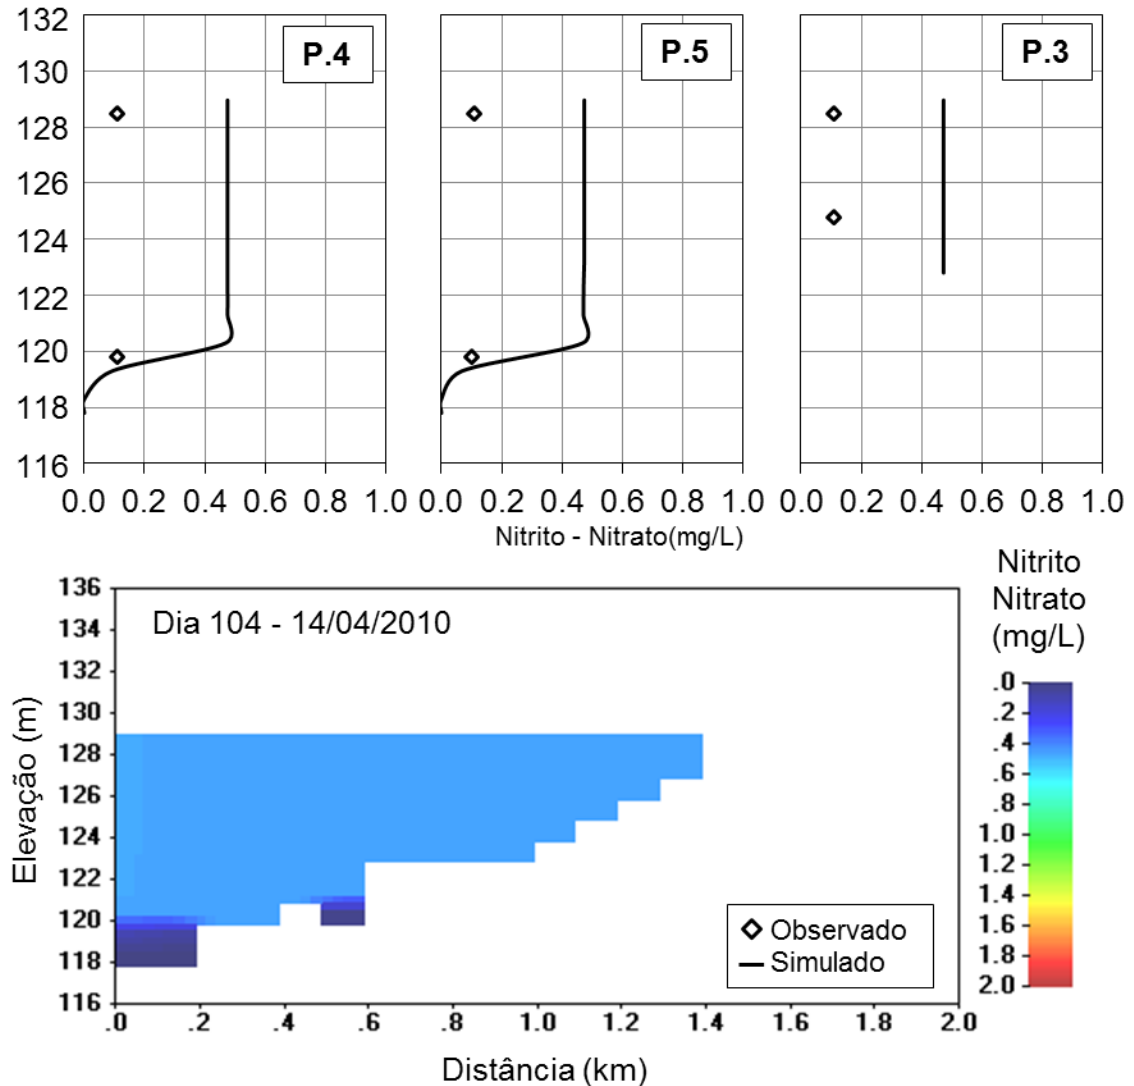 132
130
128
126
124
122
120
118
116
P.4
P.5
P.3
0.0 0.2 0.4 0.6 0.8 1.0
0.0 0.2 0.4 0.6 0.8 1.0
0.0 0.2 0.4 0.6 0.8 1.0
Nitrito - Nitrato(mg/L)
136
134
132
130
128
126
124
122
120
118
116
Elevação (m)
Dia 104 - 14/04/2010
Observado
Simulado
.0 .2 .4 .6 .8 1.0 1.2 1.4 1.6 1.8 2.0
Distância (km)
Nitrito
Nitrato
(mg/L)
.0
.2
.4
.6
.8
1.0
1.2
1.4
1.6
1.8
2.0